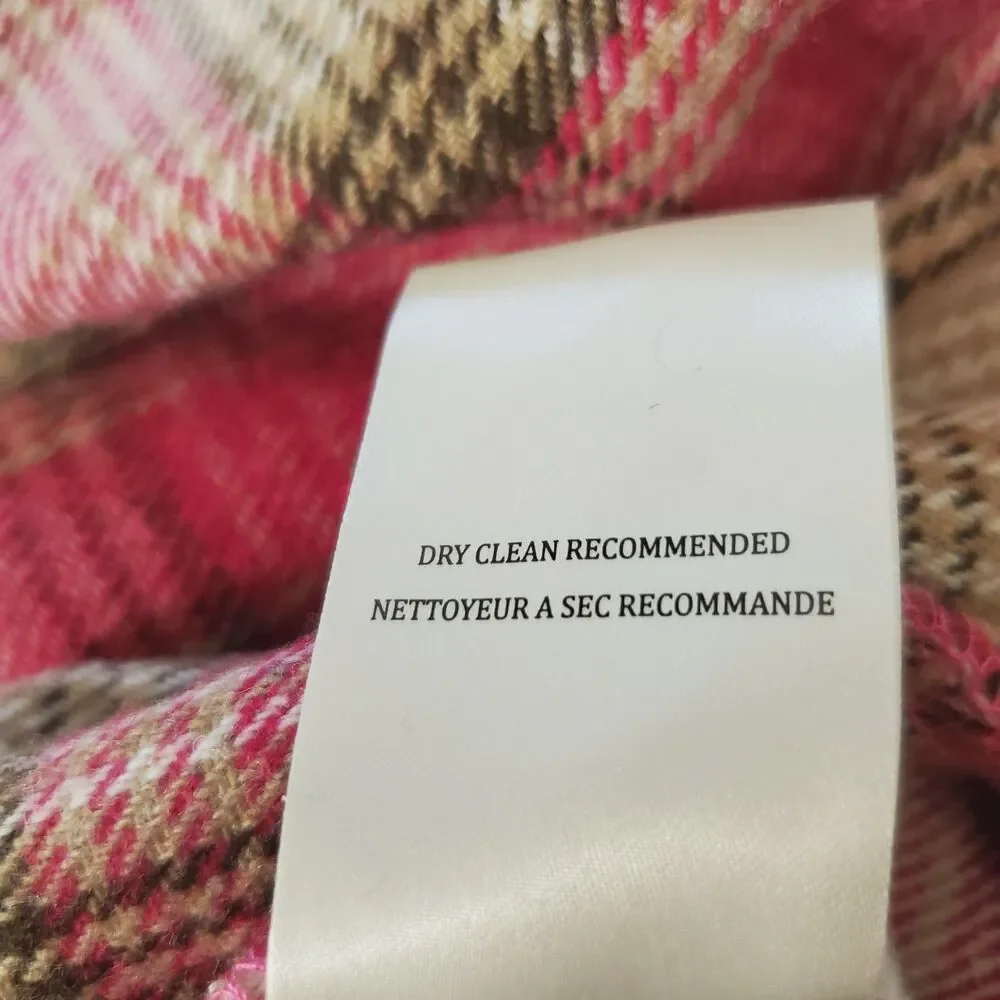 DRY CLEAN RECOMMENDED
NETTOYEUR A SEC RECOMMANDE